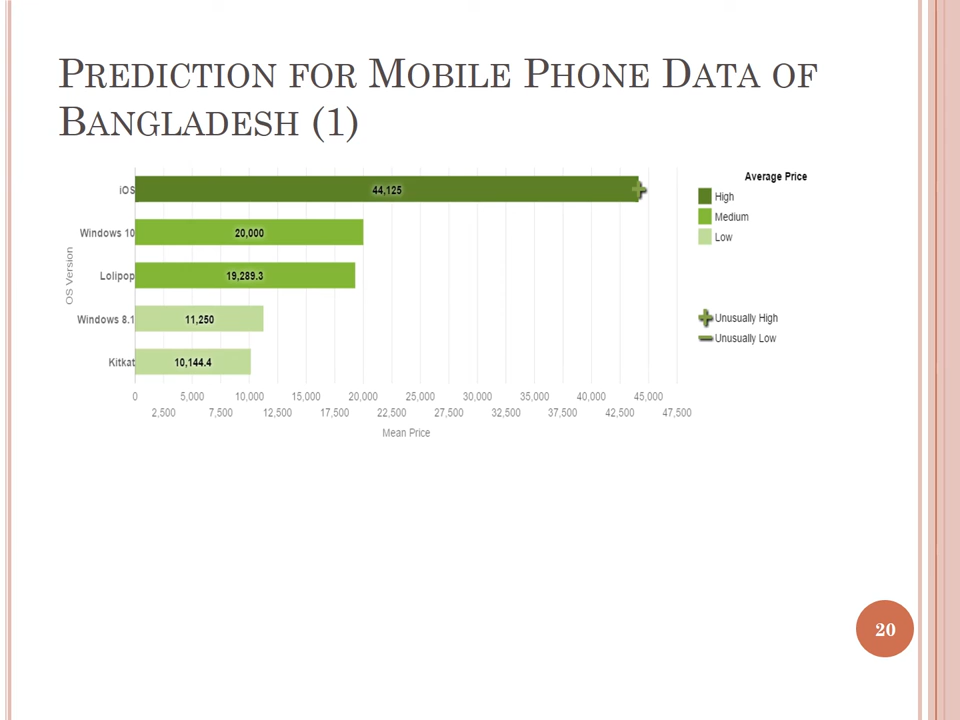 PREDICTION FOR MOBILE PHONE DATA OF
BANGLADESH (1)
iOS
44,125
Windows 10
20,000
Lolipop
19,289.3
Windows 8.1
11,250
Kitkat
10,144.4
OS Version
0 5,000 10,000 15,000 20,000 25,000 30,000 35,000 40,000 45,000
2,500 7,500 12,500 17,500 22,500 27,500 32,500 37,500 42,500 47,500
Mean Price
Average Price
High
Medium
Low
Unusually High
Unusually Low
20